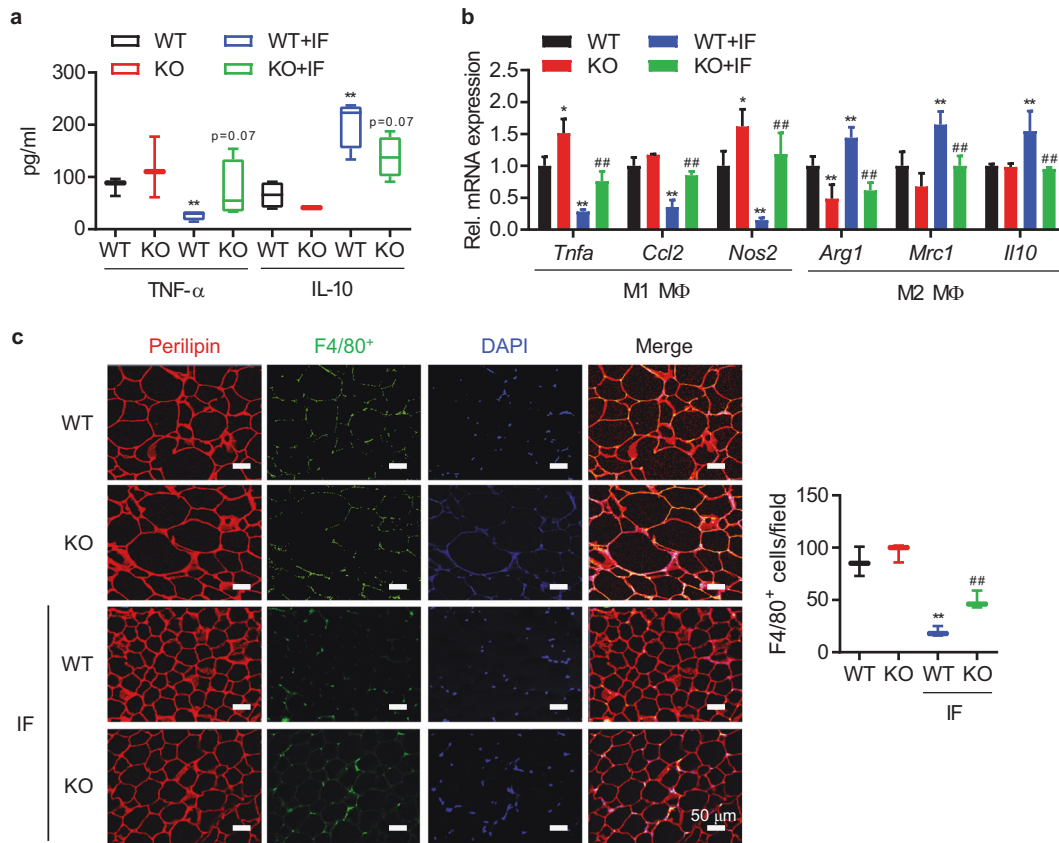 a
WT
WT+IF
KO
KO+IF
300
200
100
0
pg/ml
**
p=0.07
**
p=0.07
WT KO WT KO WT KO WT KO
TNF-α
IL-10
b
WT
WT+IF
KO
KO+IF
2.5
2.0
1.5
1.0
0.5
0.0
Rel. mRNA expression
*
**
##
**
##
*
**
##
**
**
##
**
##
**
##
Tnfa
Ccl2
Nos2
Arg1
Mrc1
Il10
M1 MΦ
M2 MΦ
c
Perilipin
F4/80+
DAPI
Merge
WT
KO
IF
WT
KO
50 μm
150
100
50
0
F4/80+ cells/field
**
##
WT KO WT KO
IF